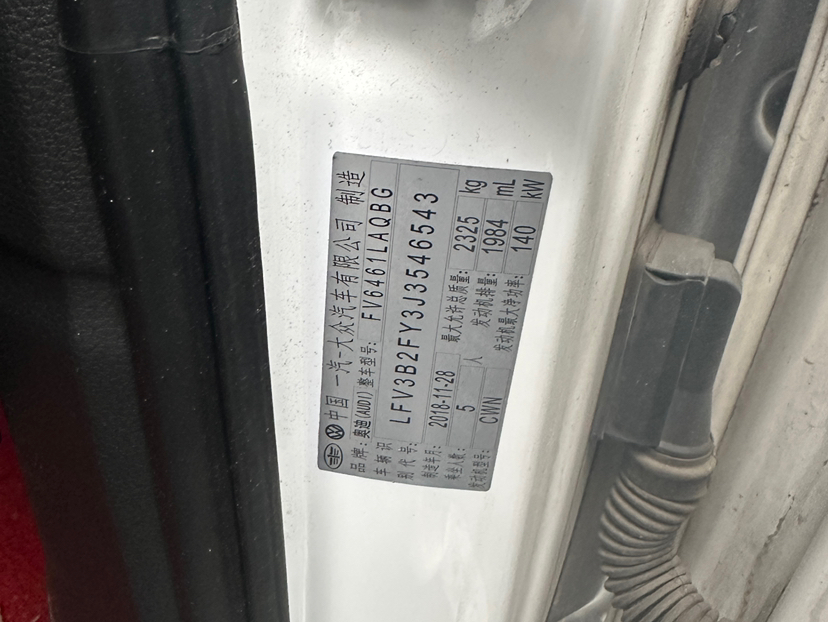 中国 一汽-大众汽车有限公司 制造
品牌: 奥迪(AUDI) 整车型号: FV6461LAQBG
车辆识别代号: LFV3B2FY3J3546543
制造年月: 2018-11-28 最大允许总质量: 2325 kg
乘坐人数: 5 人 发动机排量: 1984 mL
发动机型号: CWN 发动机最大净功率: 140 kW